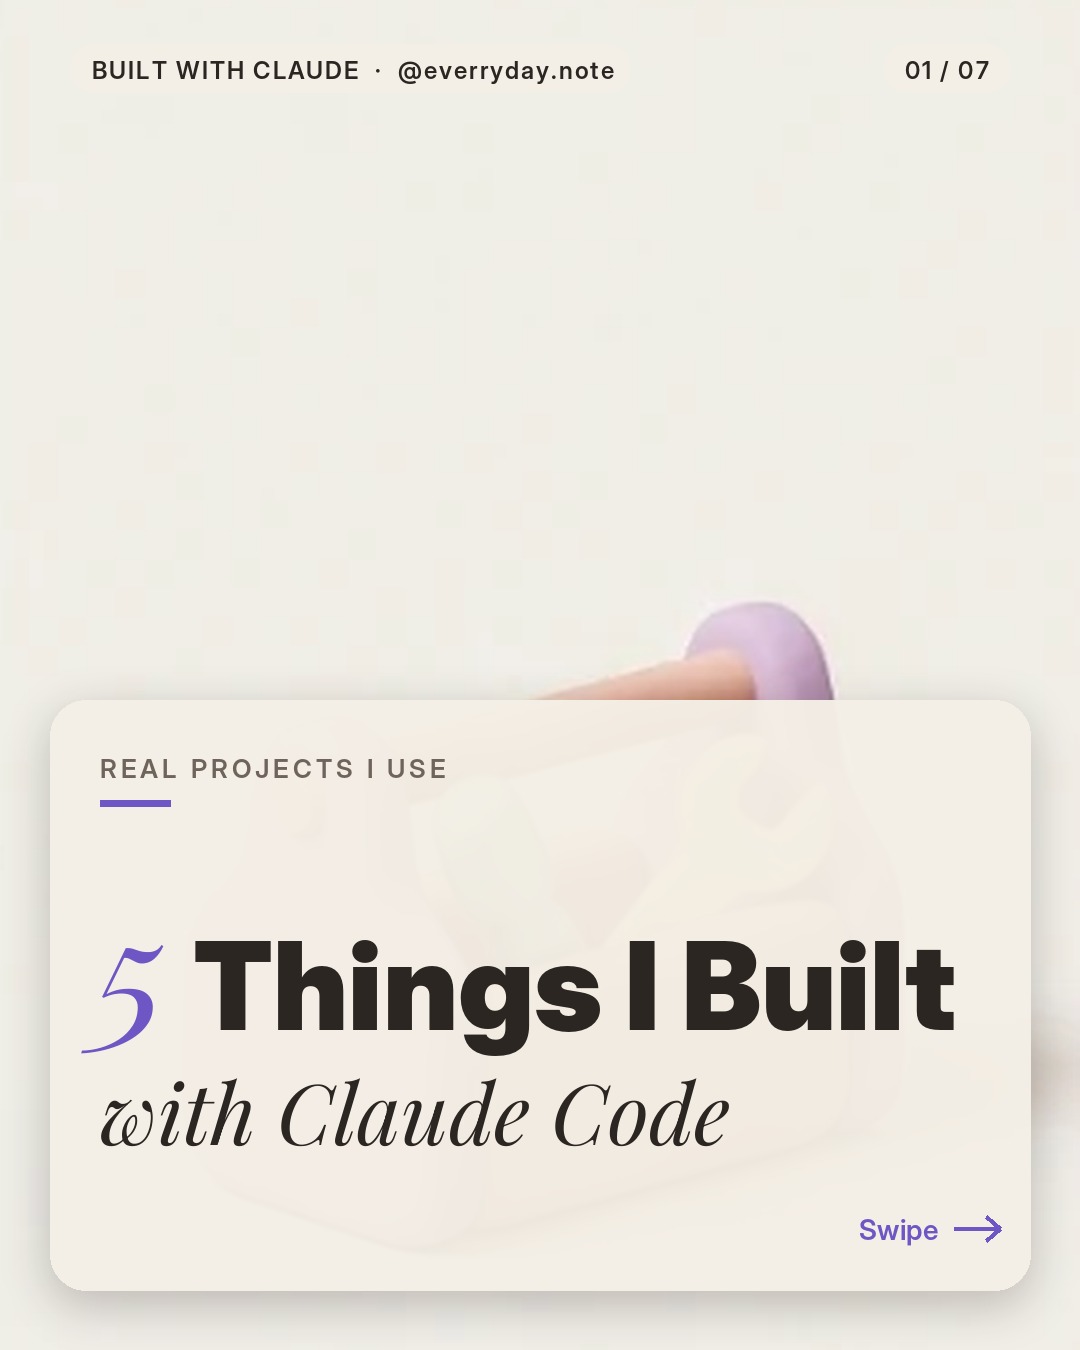 BUILT WITH CLAUDE · @everryday.note
01 / 07
REAL PROJECTS I USE
5 Things I Built
with Claude Code
Swipe →